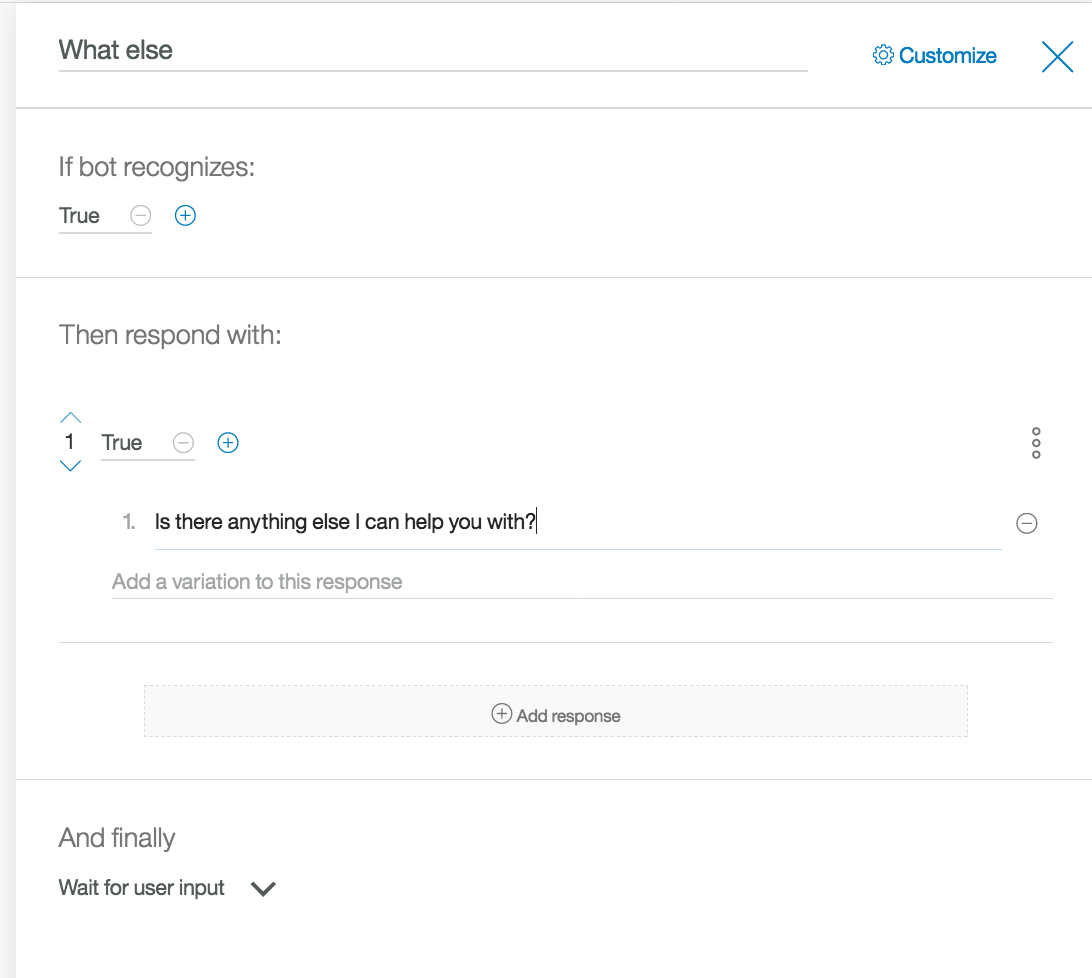 What else
Customize
If bot recognizes:
True
Then respond with:
1 True
1. Is there anything else I can help you with?
Add a variation to this response
Add response
And finally
Wait for user input